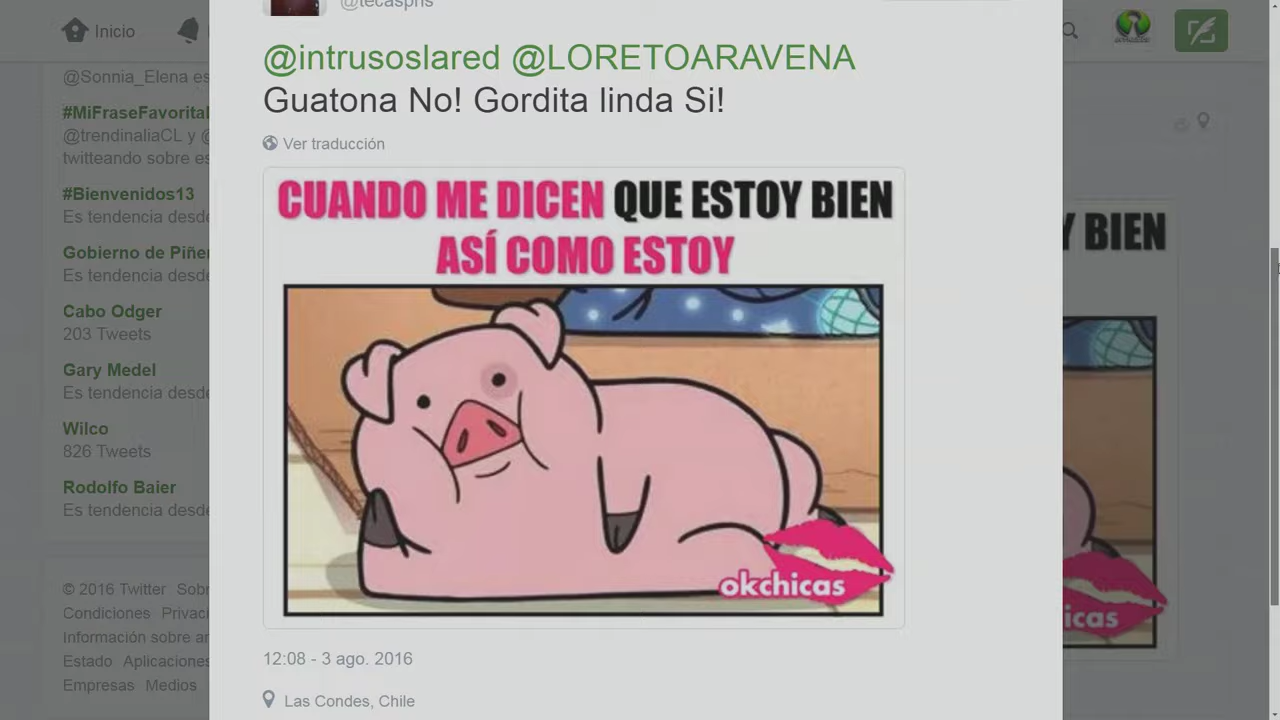 @tecasphs
Inicio
@intrusoslared @LORETOARAVENA
Guatona No! Gordita linda Si!
Ver traducción
CUANDO ME DICEN QUE ESTOY BIEN
ASÍ COMO ESTOY
okchicas
12:08 - 3 ago. 2016
Las Condes, Chile
@Sonnia_Elena es
#MiFraseFavorita
@trendinaliaCL y
twitteando sobre es
#Bienvenidos13
Es tendencia desde
Gobierno de Piñer
Es tendencia desde
Cabo Odger
203 Tweets
Gary Medel
Es tendencia desde
Wilco
826 Tweets
Rodolfo Baier
Es tendencia desde
© 2016 Twitter Sobr
Condiciones Privac
Información sobre an
Estado Aplicaciones
Empresas Medios
Y BIEN
icas